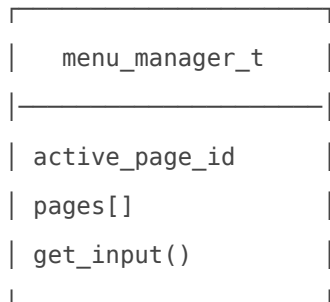 menu_manager_t
active_page_id
pages[]
get_input()